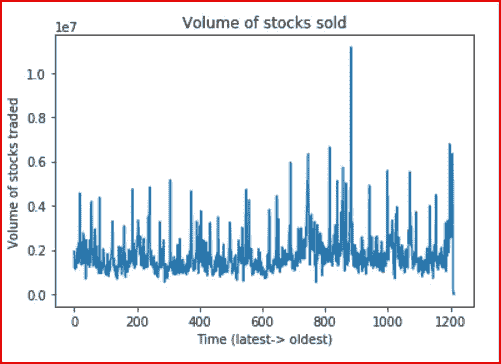 Volume of stocks sold
1e7
Volume of stocks traded
1.0
0.8
0.6
0.4
0.2
0.0
0 200 400 600 800 1000 1200
Time (latest-> oldest)